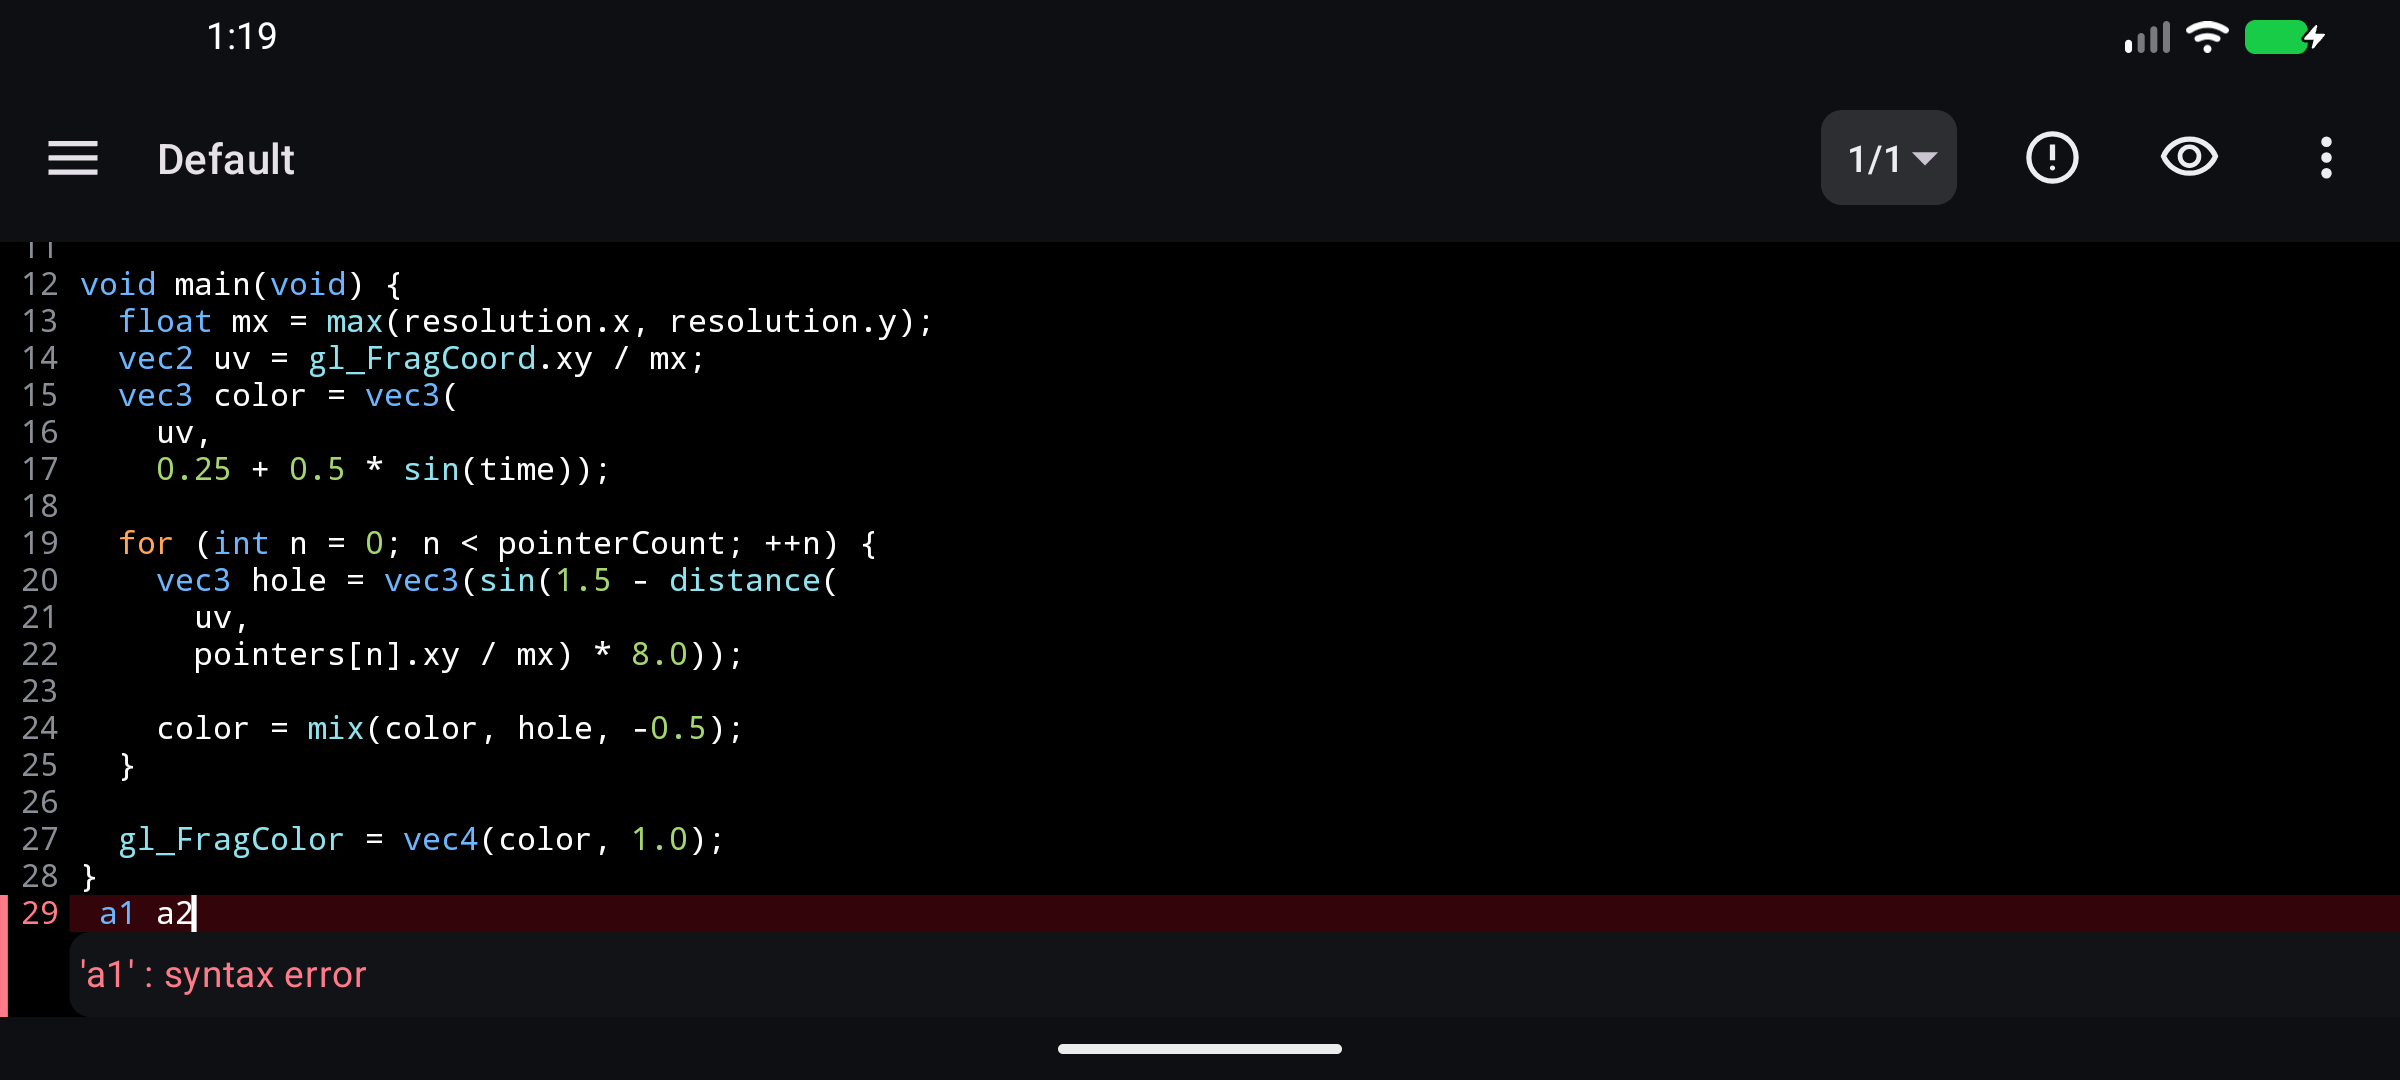 1:19
Default
1/1
11
12 void main(void) {
13   float mx = max(resolution.x, resolution.y);
14   vec2 uv = gl_FragCoord.xy / mx;
15   vec3 color = vec3(
16     uv,
17     0.25 + 0.5 * sin(time));
18
19   for (int n = 0; n < pointerCount; ++n) {
20     vec3 hole = vec3(sin(1.5 - distance(
21       uv,
22       pointers[n].xy / mx) * 8.0));
23
24     color = mix(color, hole, -0.5);
25   }
26
27   gl_FragColor = vec4(color, 1.0);
28 }
29  a1 a2
'a1' : syntax error